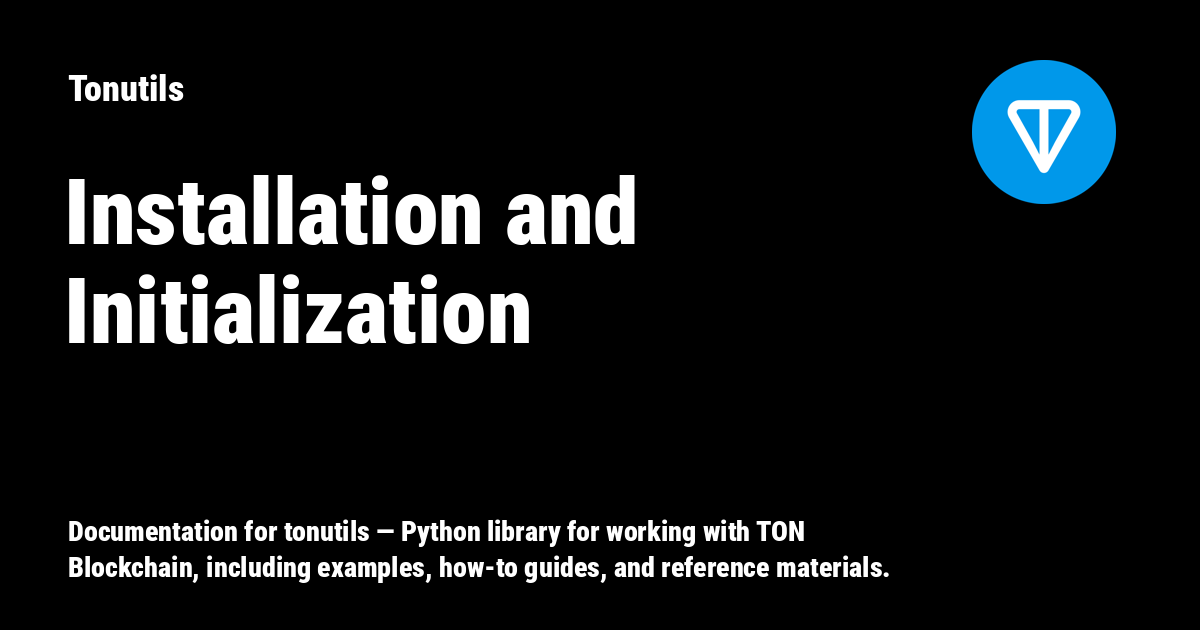 Tonutils
Installation and
Initialization
Documentation for tonutils — Python library for working with TON
Blockchain, including examples, how-to guides, and reference materials.